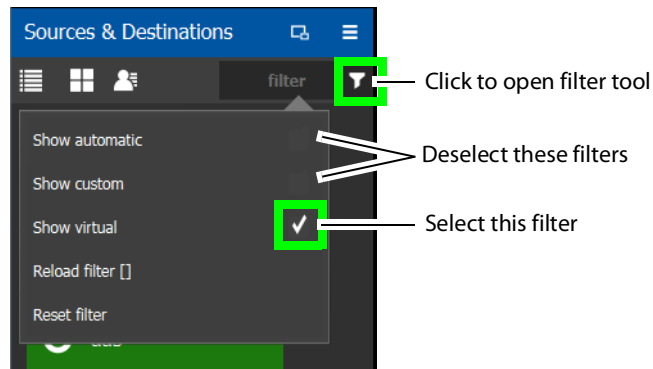 Sources & Destinations
filter
Click to open filter tool
Show automatic
Deselect these filters
Show custom
Show virtual
Select this filter
Reload filter []
Reset filter